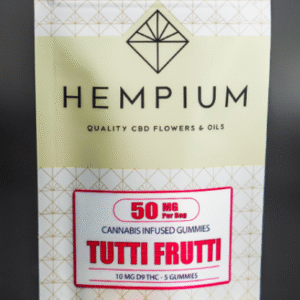 HEMPIUM
QUALITY CBD FLOWERS & OILS
50 MG
Per Bag
CANNABIS INFUSED GUMMIES
TUTTI FRUTTI
10 MG D9 THC - 5 GUMMIES